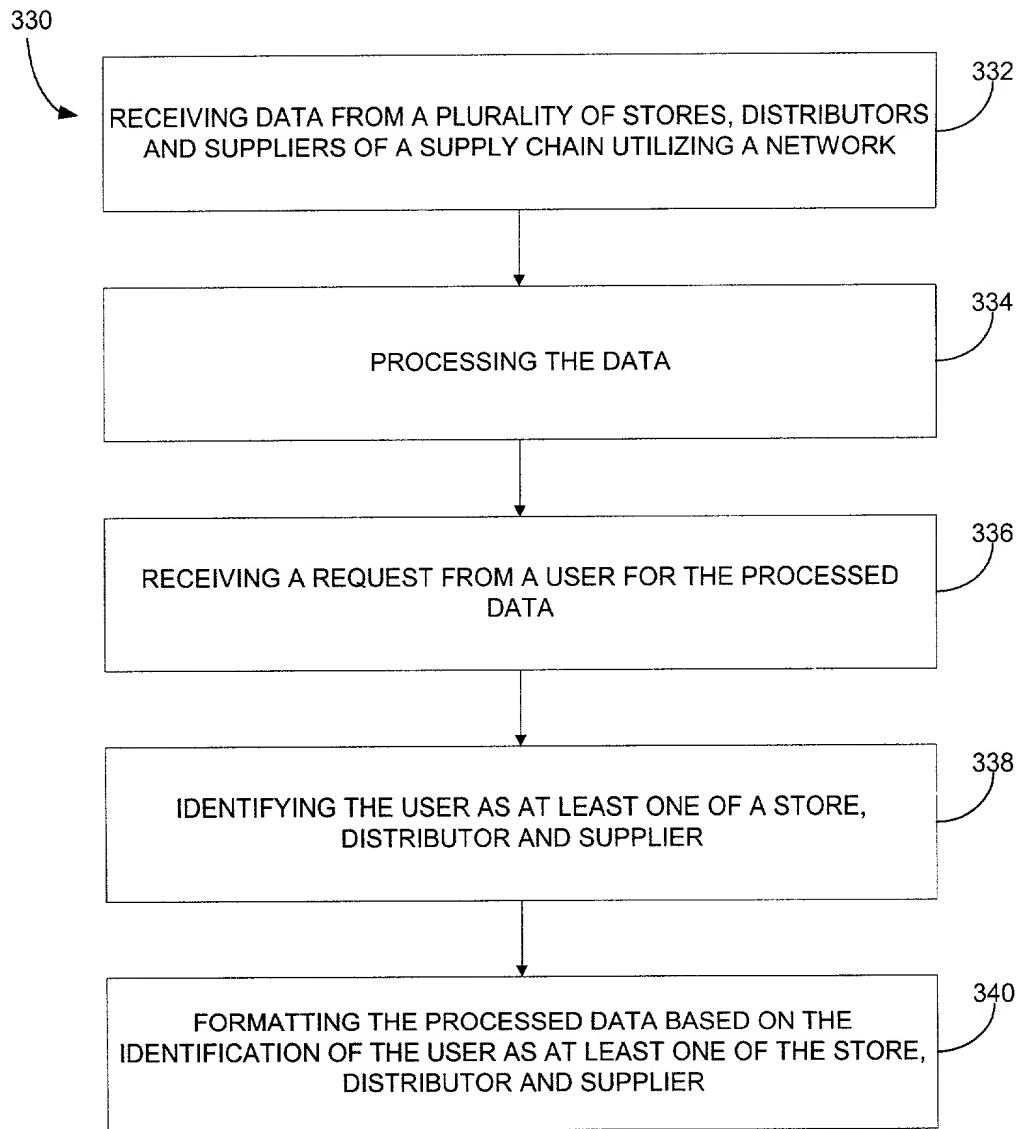 330
332
RECEIVING DATA FROM A PLURALITY OF STORES, DISTRIBUTORS
AND SUPPLIERS OF A SUPPLY CHAIN UTILIZING A NETWORK
334
PROCESSING THE DATA
336
RECEIVING A REQUEST FROM A USER FOR THE PROCESSED
DATA
338
IDENTIFYING THE USER AS AT LEAST ONE OF A STORE,
DISTRIBUTOR AND SUPPLIER
340
FORMATTING THE PROCESSED DATA BASED ON THE
IDENTIFICATION OF THE USER AS AT LEAST ONE OF THE STORE,
DISTRIBUTOR AND SUPPLIER